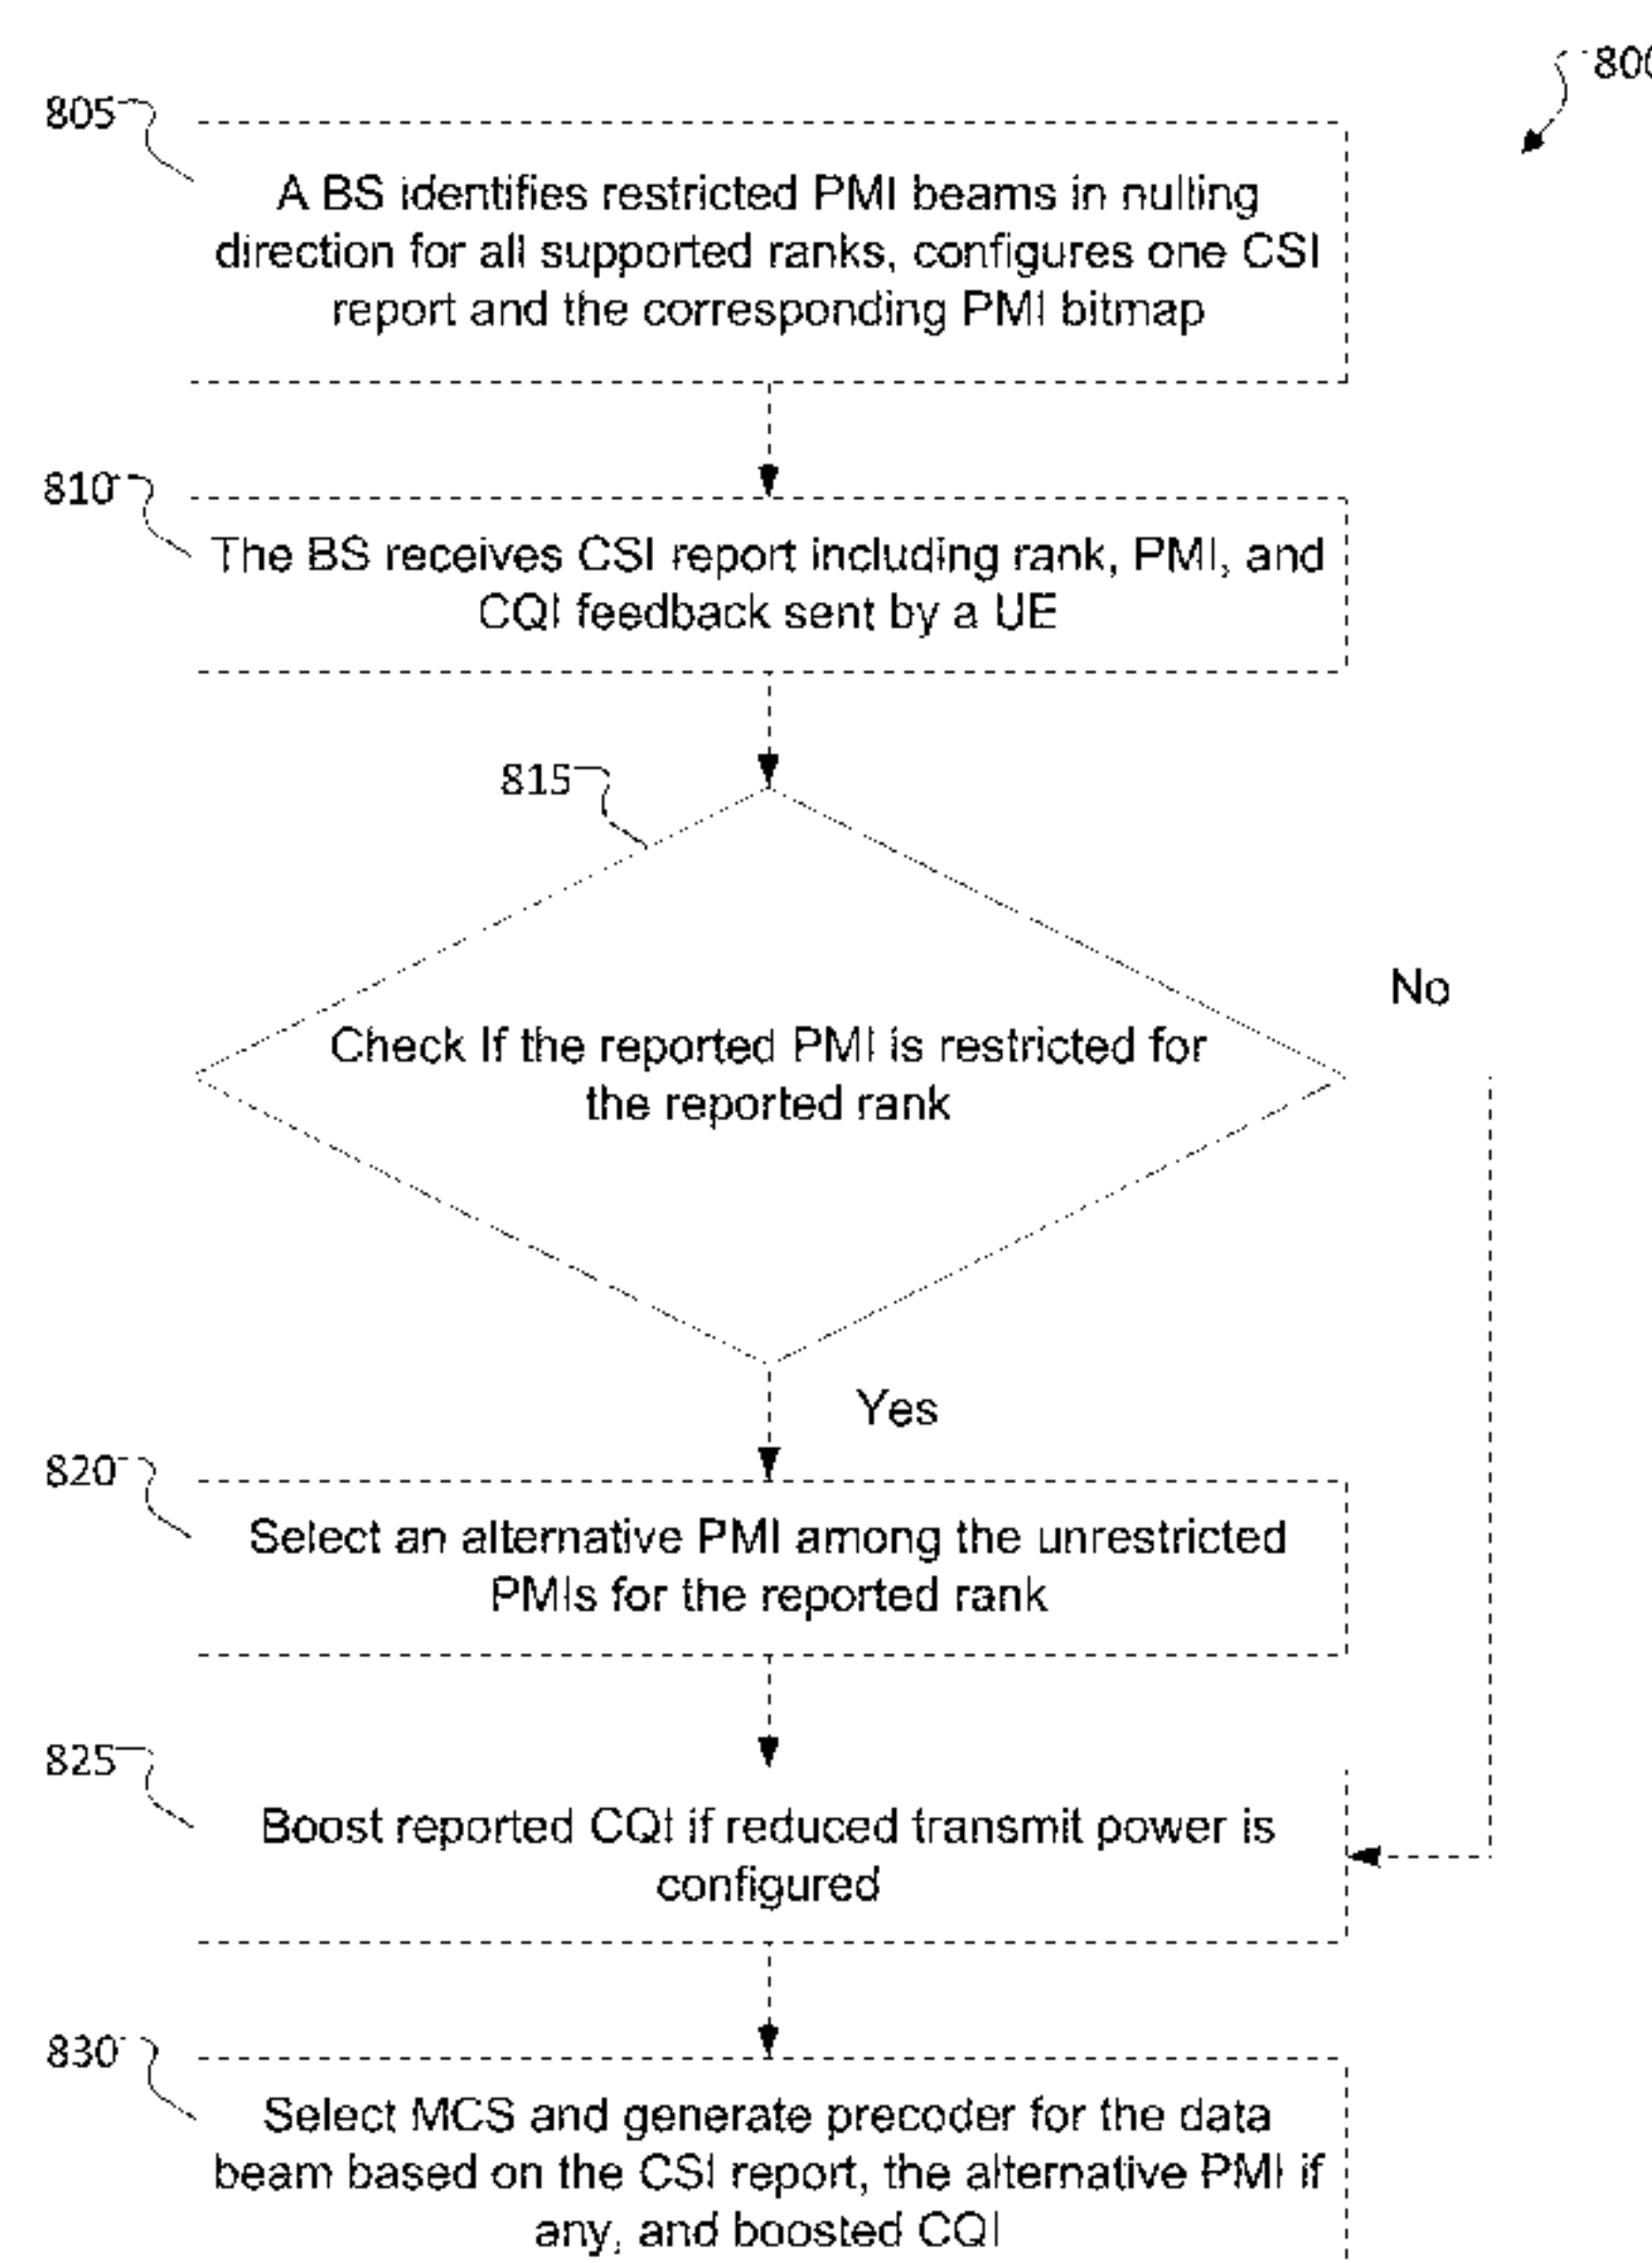 800
805
A BS identifies restricted PMI beams in nulling
direction for all supported ranks, configures one CSI
report and the corresponding PMI bitmap
810
The BS receives CSI report including rank, PMI, and
CQI feedback sent by a UE
815
No
Check If the reported PMI is restricted for
the reported rank
Yes
820
Select an alternative PMI among the unrestricted
PMIs for the reported rank
825
Boost reported CQI if reduced transmit power is
configured
830
Select MCS and generate precoder for the data
beam based on the CSI report, the alternative PMI if
any, and boosted CQI